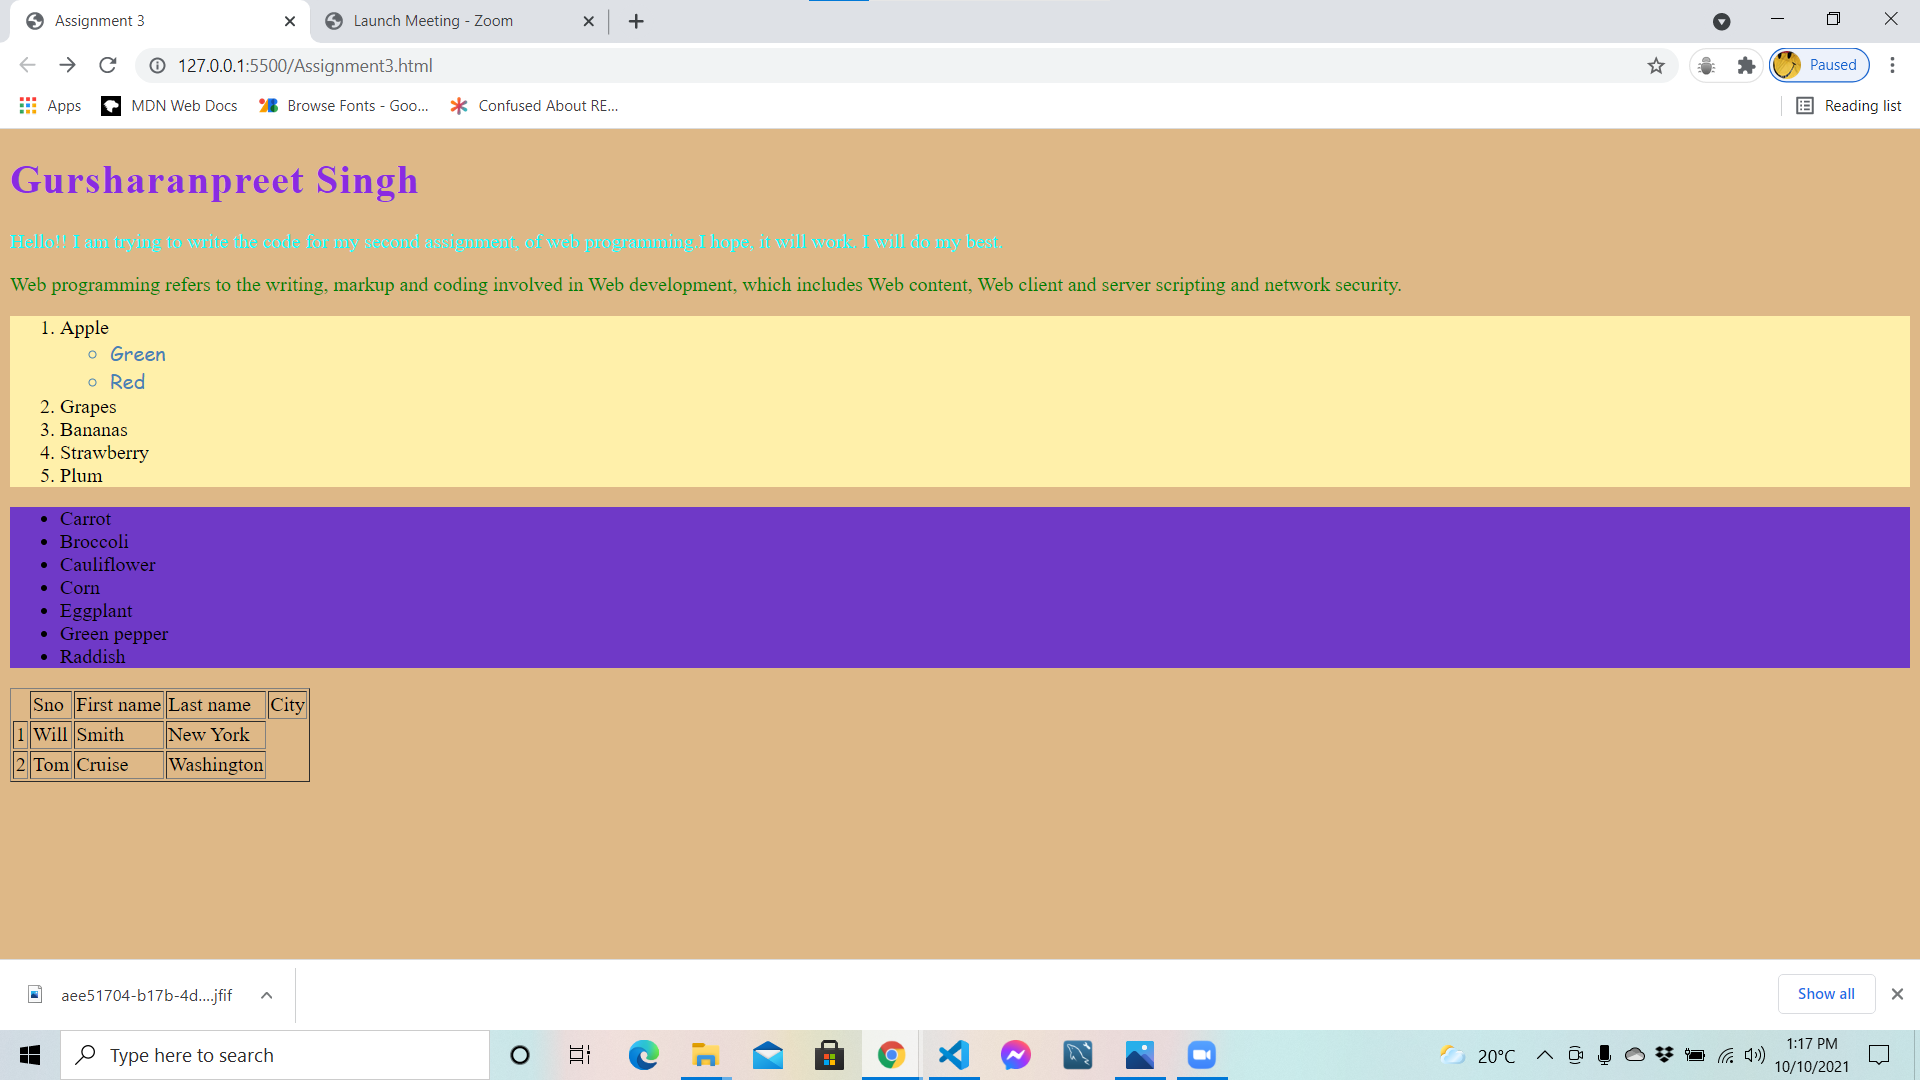 Assignment 3
Launch Meeting - Zoom
127.0.0.1:5500/Assignment3.html
Paused
Apps
MDN Web Docs
Browse Fonts - Goo...
Confused About RE...
Reading list
Gursharanpreet Singh
Hello!! I am trying to write the code for my second assignment, of web programming.I hope, it will work. I will do my best.
Web programming refers to the writing, markup and coding involved in Web development, which includes Web content, Web client and server scripting and network security.
1. Apple
Green
Red
2. Grapes
3. Bananas
4. Strawberry
5. Plum
Carrot
Broccoli
Cauliflower
Corn
Eggplant
Green pepper
Raddish
Sno First name Last name City
1 Will Smith New York
2 Tom Cruise Washington
aee51704-b17b-4d....jfif
Show all
Type here to search
20°C
1:17 PM
10/10/2021